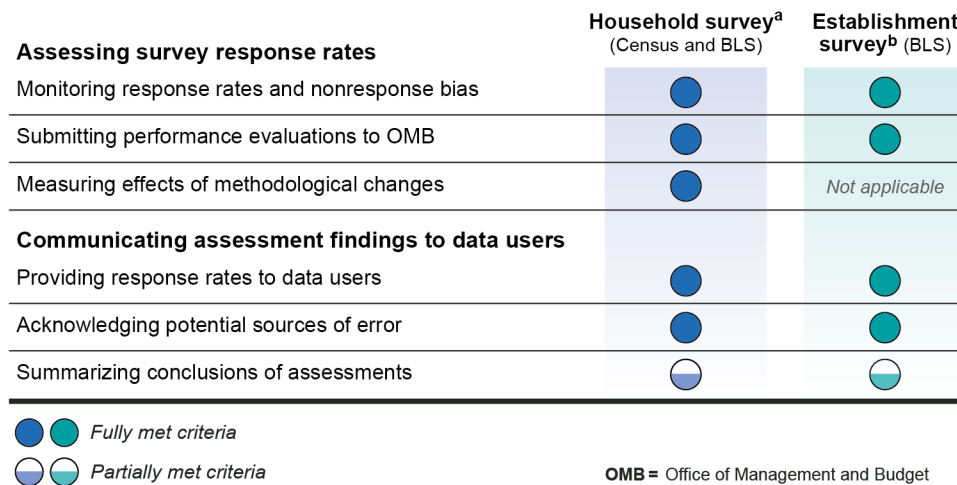 Household surveyᵃ
(Census and BLS)
Establishment
surveyᵇ (BLS)
Assessing survey response rates
Monitoring response rates and nonresponse bias
Submitting performance evaluations to OMB
Measuring effects of methodological changes
Not applicable
Communicating assessment findings to data users
Providing response rates to data users
Acknowledging potential sources of error
Summarizing conclusions of assessments
Fully met criteria
Partially met criteria
OMB = Office of Management and Budget